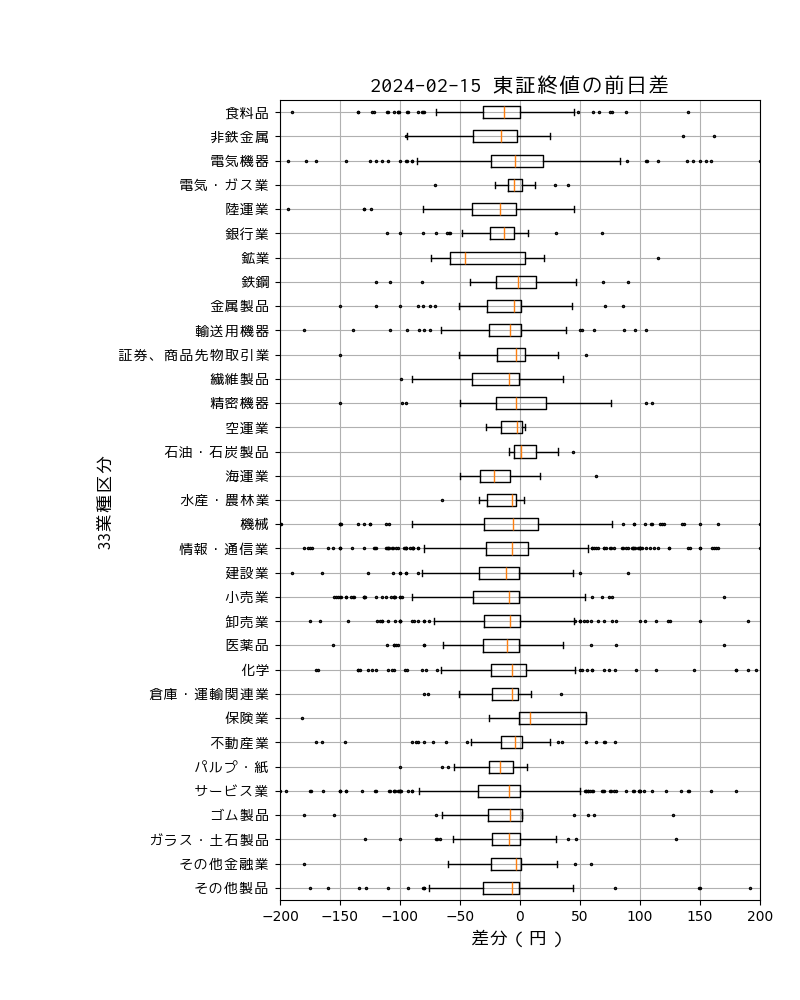 2024-02-15 東証終値の前日差
食料品
非鉄金属
電気機器
電気・ガス業
陸運業
銀行業
鉱業
鉄鋼
金属製品
輸送用機器
証券、商品先物取引業
繊維製品
精密機器
空運業
石油・石炭製品
海運業
水産・農林業
機械
情報・通信業
建設業
小売業
卸売業
医薬品
化学
倉庫・運輸関連業
保険業
不動産業
パルプ・紙
サービス業
ゴム製品
ガラス・土石製品
その他金融業
その他製品
33業種区分
−200 −150 −100 −50 0 50 100 150 200
差分（円）